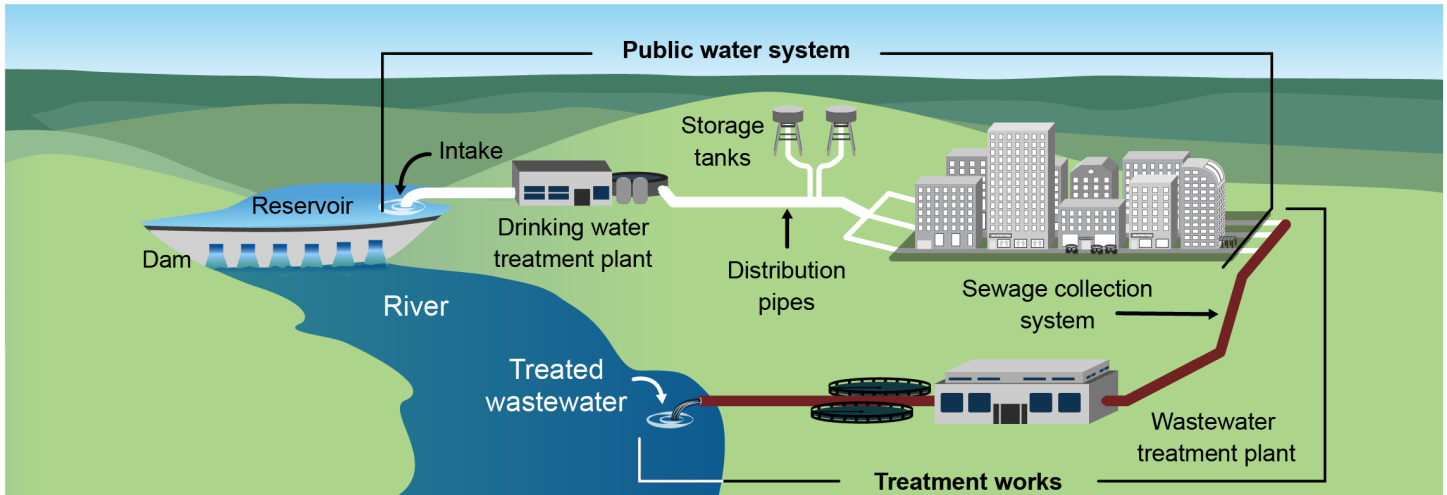 Public water system
Storage
tanks
Intake
Reservoir
Drinking water
treatment plant
Dam
Distribution
pipes
Sewage collection
system
River
Treated
wastewater
Wastewater
treatment plant
Treatment works